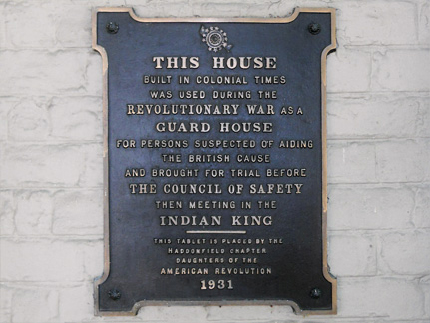 THIS HOUSE
BUILT IN COLONIAL TIMES
WAS USED DURING THE
REVOLUTIONARY WAR AS A
GUARD HOUSE
FOR PERSONS SUSPECTED OF AIDING
THE BRITISH CAUSE
AND BROUGHT FOR TRIAL BEFORE
THE COUNCIL OF SAFETY
THEN MEETING IN THE
INDIAN KING
THIS TABLET IS PLACED BY THE
HADDONFIELD CHAPTER
DAUGHTERS OF THE
AMERICAN REVOLUTION
1931